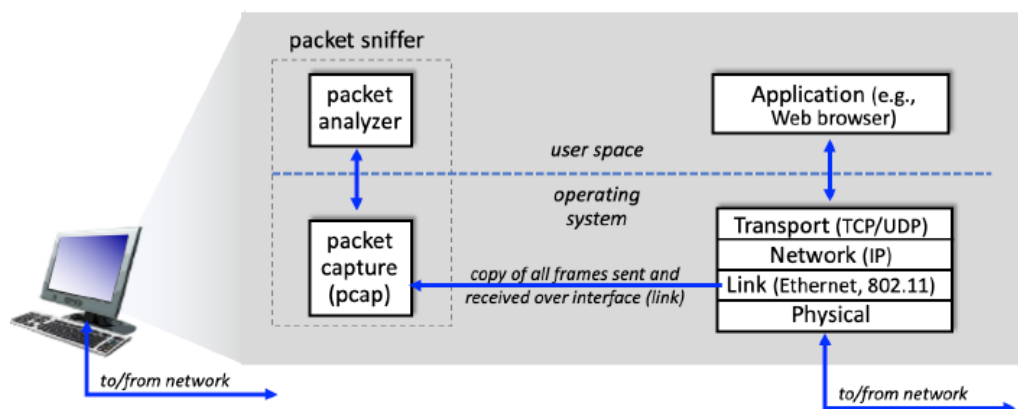 packet sniffer
packet
analyzer
Application (e.g.,
Web browser)
user space
operating
system
packet
capture
(pcap)
copy of all frames sent and
received over interface (link)
Transport (TCP/UDP)
Network (IP)
Link (Ethernet, 802.11)
Physical
to/from network
to/from network